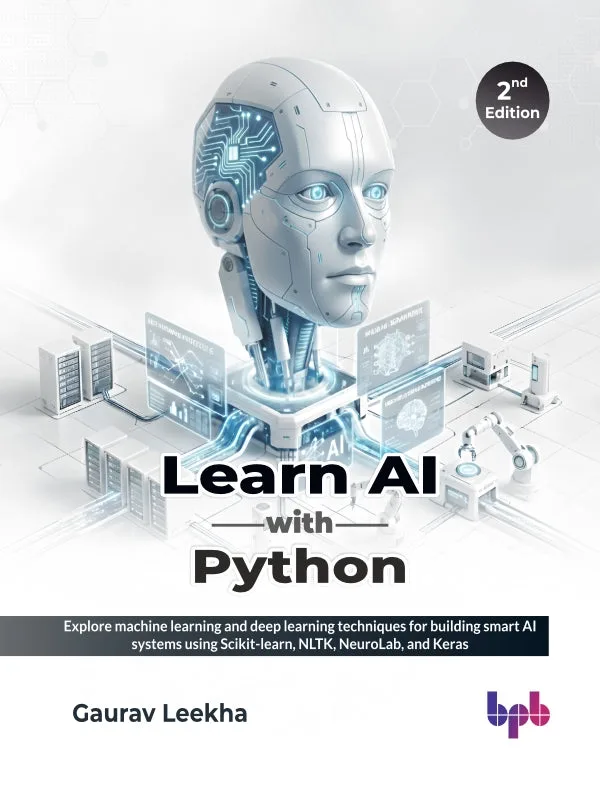 2nd
Edition
AI
Learn AI
with
Python
Explore machine learning and deep learning techniques for building smart AI
systems using Scikit-learn, NLTK, NeuroLab, and Keras
Gaurav Leekha
bpb